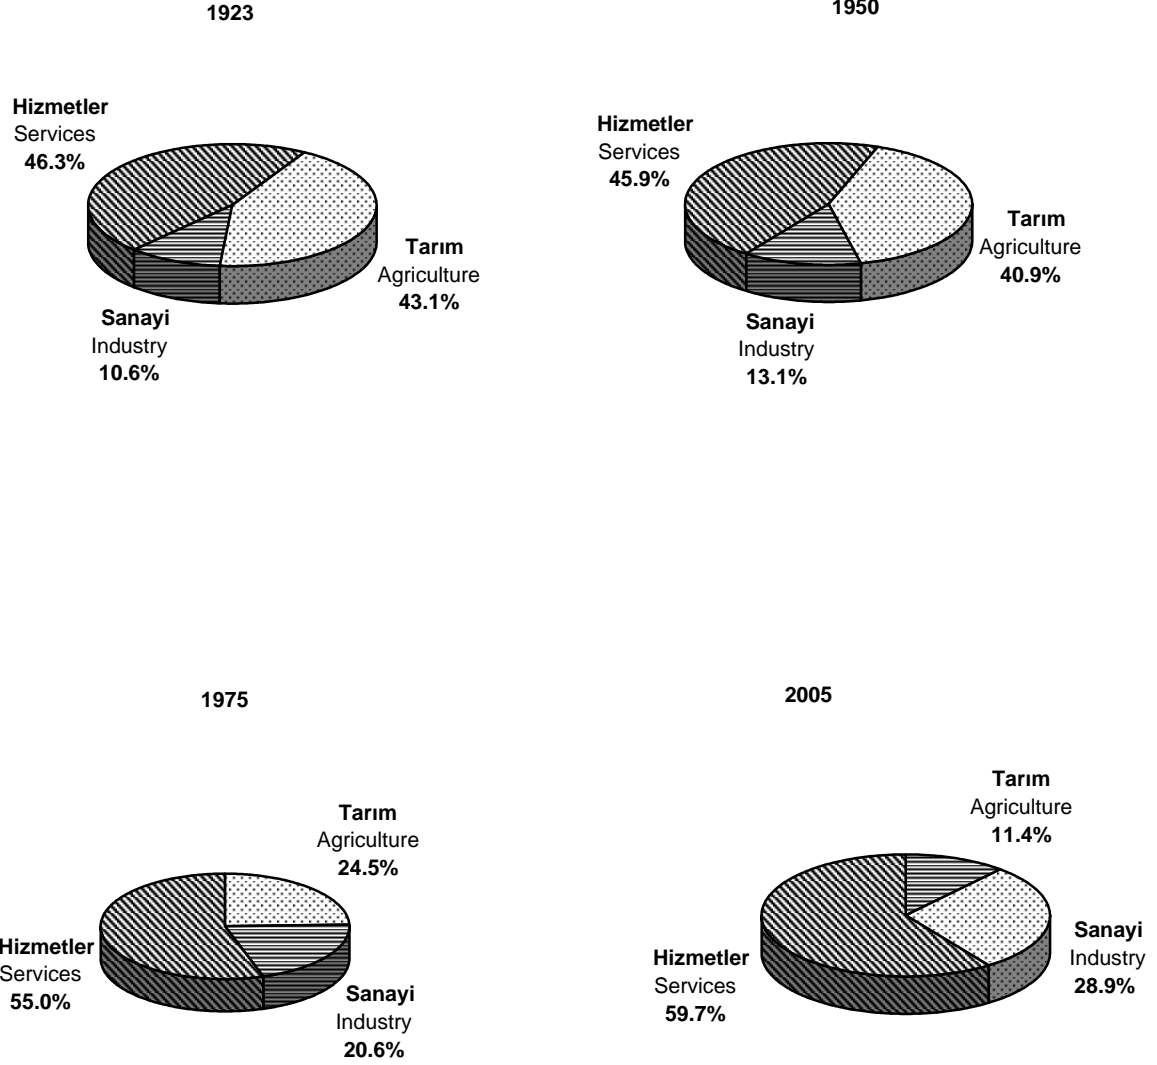 1923
Hizmetler
Services
46.3%
Tarım
Agriculture
43.1%
Sanayi
Industry
10.6%
1950
Hizmetler
Services
45.9%
Tarım
Agriculture
40.9%
Sanayi
Industry
13.1%
1975
Tarım
Agriculture
24.5%
Hizmetler
Services
55.0%
Sanayi
Industry
20.6%
2005
Tarım
Agriculture
11.4%
Sanayi
Industry
28.9%
Hizmetler
Services
59.7%